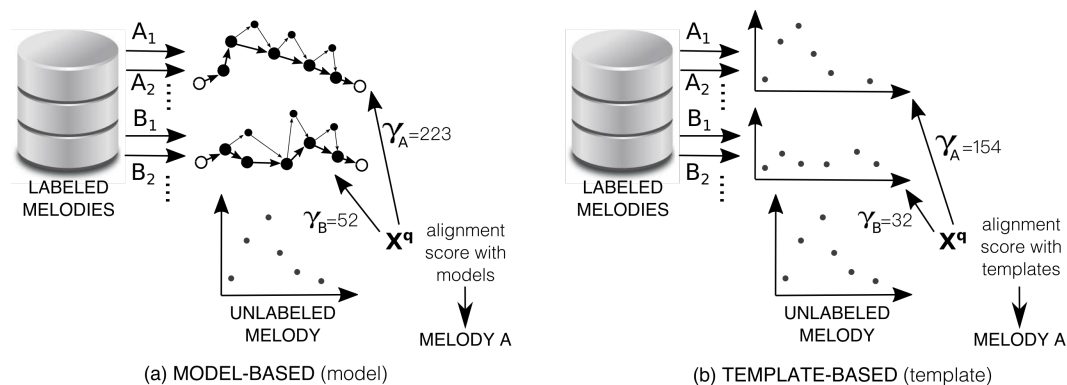 A1
A2
⋮
B1
B2
⋮
LABELED
MELODIES
γA=223
γB=52
Xq
alignment
score with
models
UNLABELED
MELODY
MELODY A
(a) MODEL-BASED (model)
A1
A2
⋮
B1
B2
⋮
LABELED
MELODIES
γA=154
γB=32
Xq
alignment
score with
templates
UNLABELED
MELODY
MELODY A
(b) TEMPLATE-BASED (template)